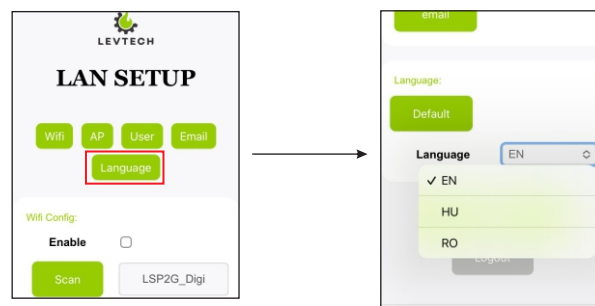 LEVTECH
LAN SETUP
Wifi AP User Email
Language
Wifi Config:
Enable
Scan LSP2G_Digi
email
Language:
Default
Language EN
✓ EN
HU
RO
Logout